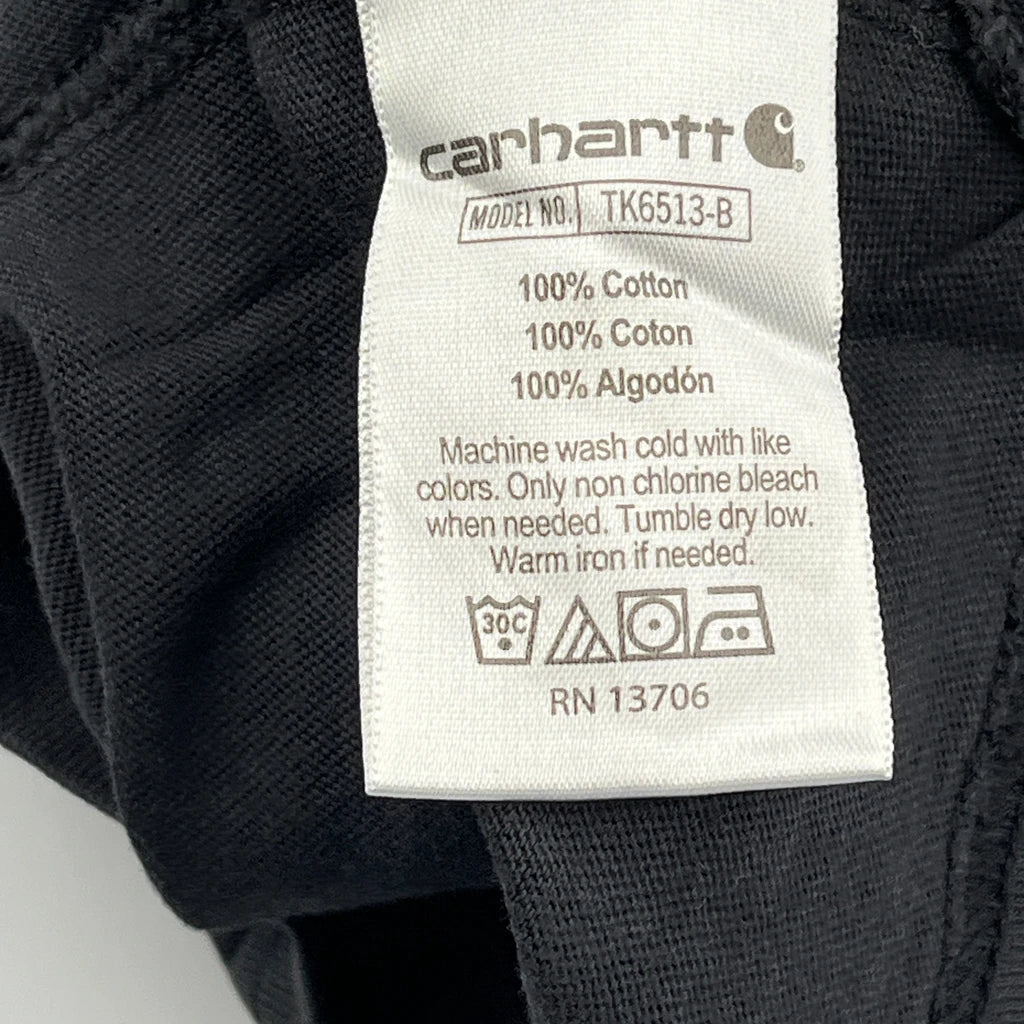 carhartt
MODEL NO. TK6513-B
100% Cotton
100% Coton
100% Algodón
Machine wash cold with like
colors. Only non chlorine bleach
when needed. Tumble dry low.
Warm iron if needed.
30C
RN 13706